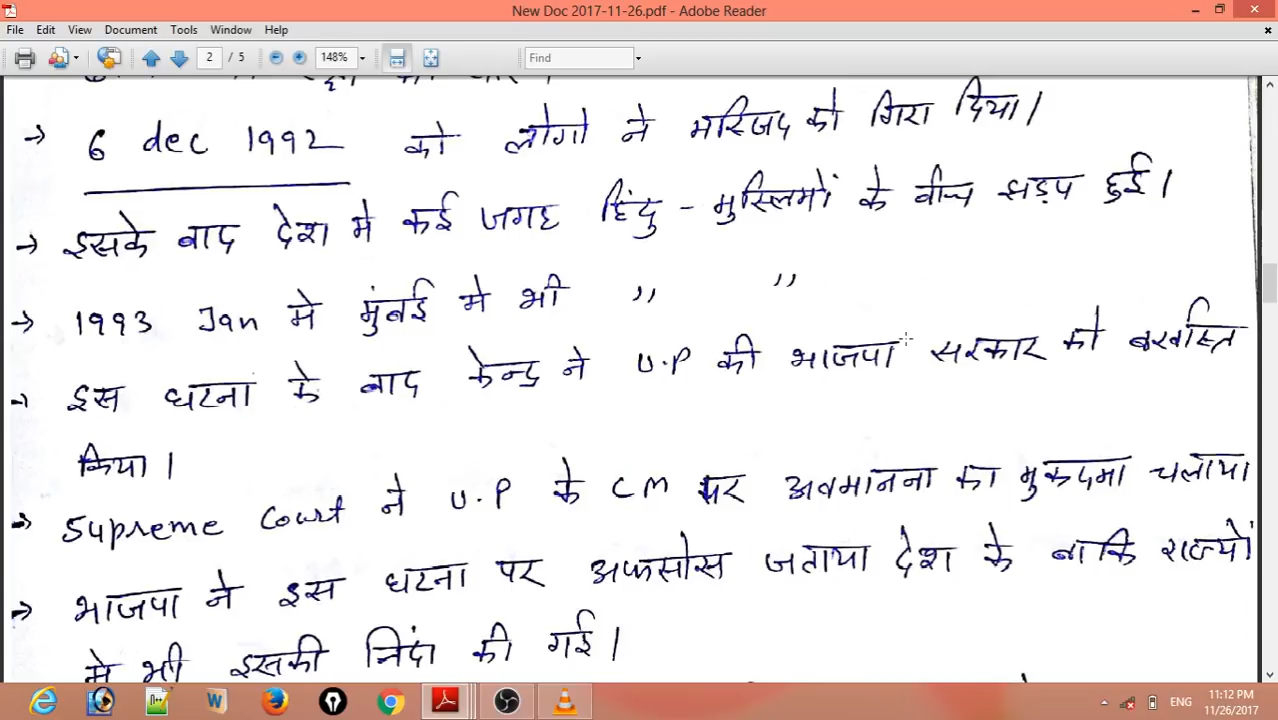 New Doc 2017-11-26.pdf - Adobe Reader
File Edit View Document Tools Window Help
2 / 5 148% Find
→ 6 dec 1992 को लोगो ने मस्जिद को गिरा दिया।
→ इसके बाद देश मे कई जगह हिंदु - मुस्लिमों के बीच झड़प हुई।
→ 1993 Jan मे मुंबई मे भी " "
→ इस घटना के बाद केन्द्र ने U.P की भाजपा सरकार को बरखास्त
किया।
→ Supreme Court ने U.P के CM पर अवमानना का मुकदमा चलाया
→ भाजपा ने इस घटना पर अफसोस जताया देश के बाकि राज्यों
मे भी इसकी निंदा की गई।
ENG 11:12 PM
11/26/2017